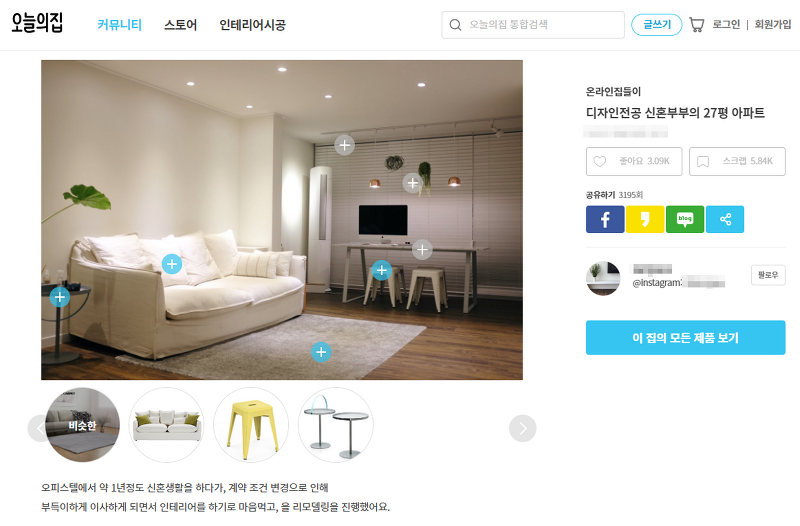 오늘의집
커뮤니티 스토어 인테리어시공
오늘의집 통합검색
글쓰기
로그인 | 회원가입
온라인집들이
디자인전공 신혼부부의 27평 아파트
좋아요 3.09K
스크랩 5.84K
공유하기 3195회
f
blog
@Instagram
팔로우
이 집의 모든 제품 보기
비슷한
오피스텔에서 약 1년정도 신혼생활을 하다가, 계약 조건 변경으로 인해
부득이하게 이사하게 되면서 인테리어를 하기로 마음먹고, 올 리모델링을 진행했어요.